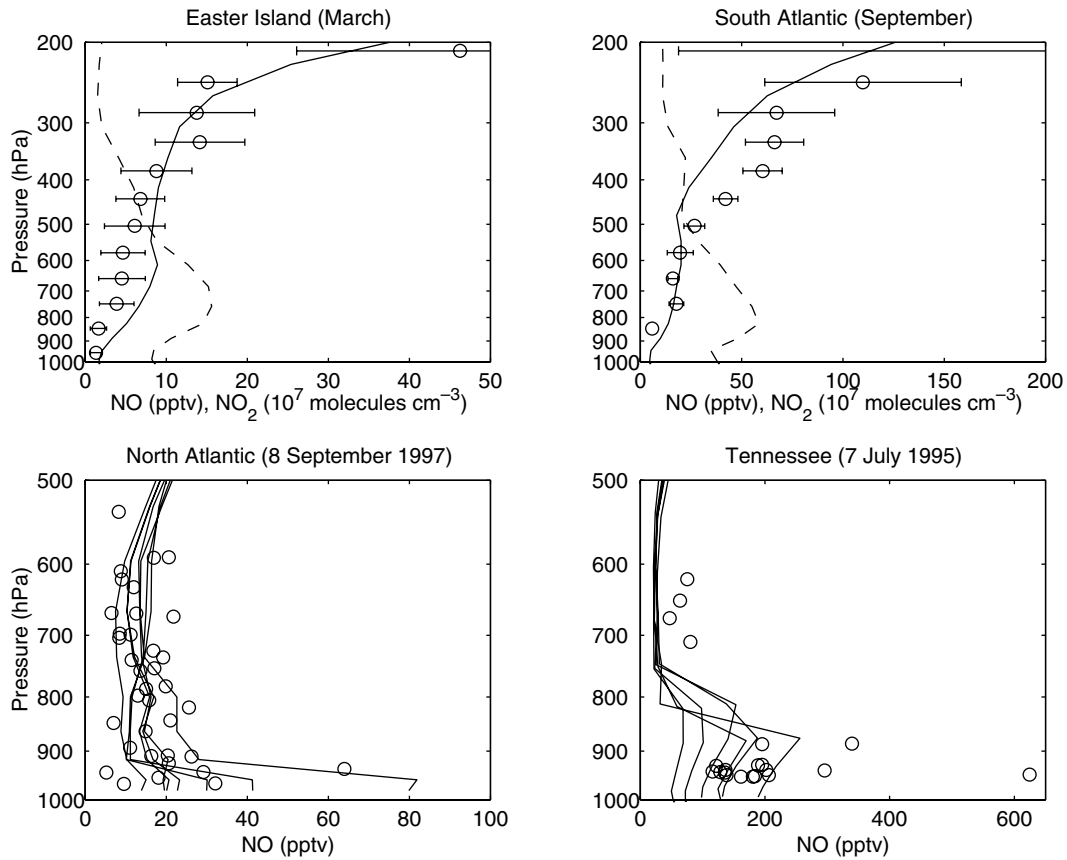 Easter Island (March)
200
300
400
500
600
700
800
900
1000
Pressure (hPa)
0 10 20 30 40 50
NO (pptv), NO2 (10^7 molecules cm^−3)
South Atlantic (September)
200
300
400
500
600
700
800
900
1000
0 50 100 150 200
NO (pptv), NO2 (10^7 molecules cm^−3)
North Atlantic (8 September 1997)
500
600
700
800
900
1000
Pressure (hPa)
0 20 40 60 80 100
NO (pptv)
Tennessee (7 July 1995)
500
600
700
800
900
1000
Pressure (hPa)
0 200 400 600
NO (pptv)